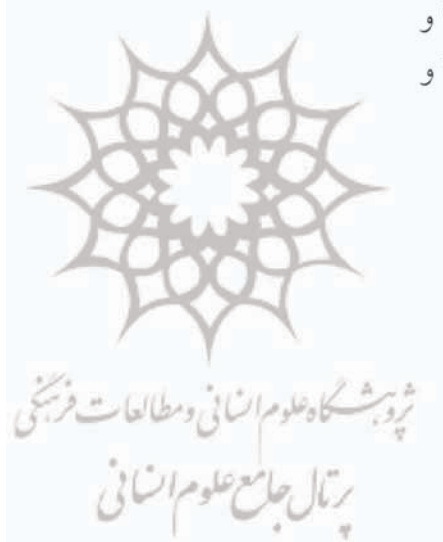 و
و
پژوهشگاه علوم انسانی و مطالعات فرهنگی
پرتال جامع علوم انسانی